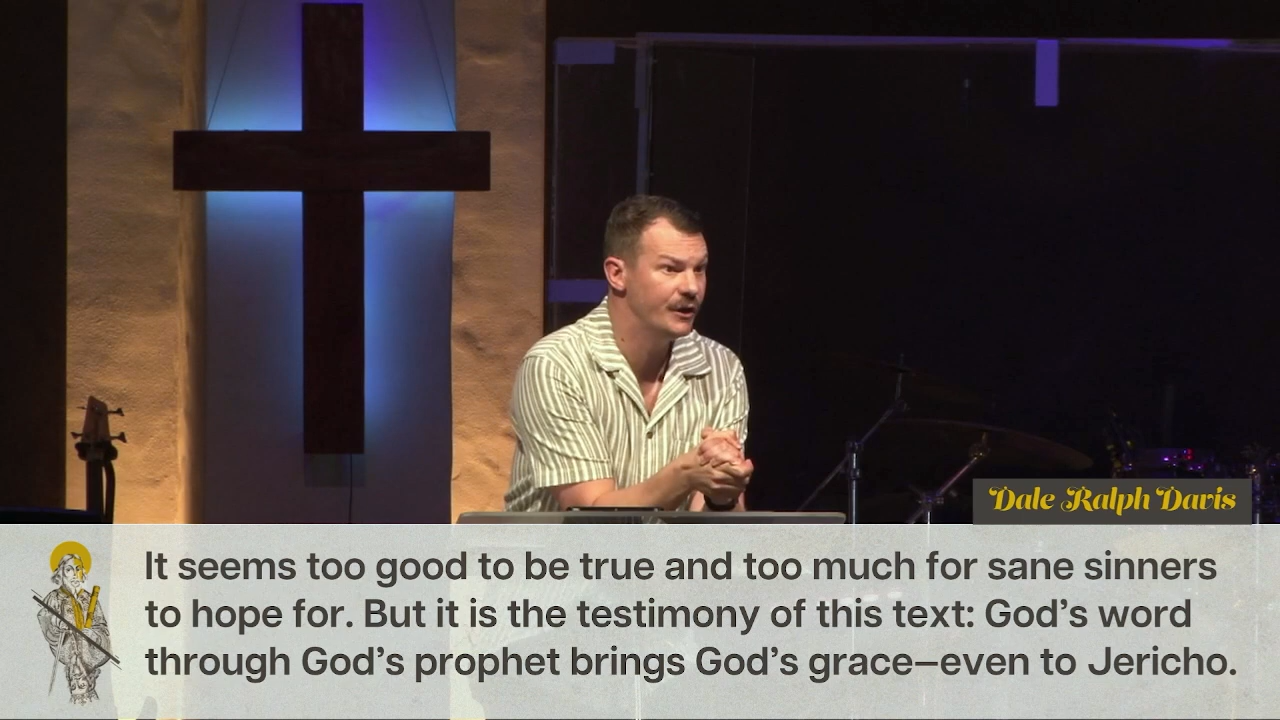 Dale Ralph Davis
It seems too good to be true and too much for sane sinners
to hope for. But it is the testimony of this text: God’s word
through God’s prophet brings God’s grace—even to Jericho.